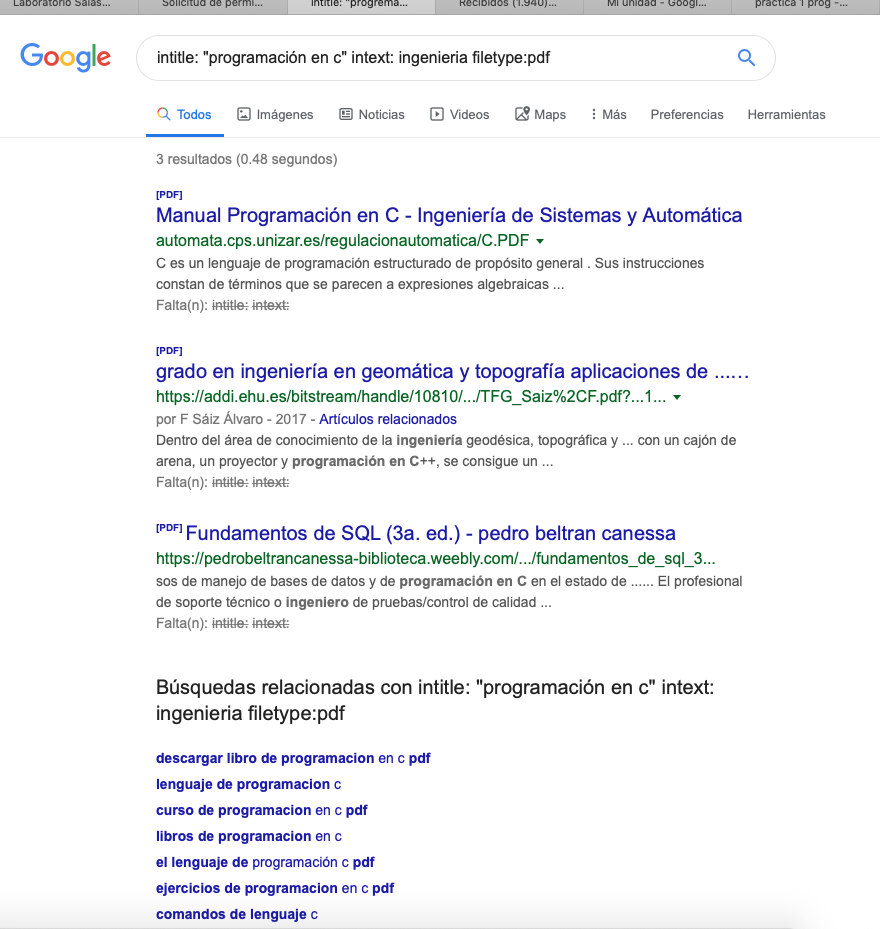 Laboratorio Salas... Solicitud de permi... intitle: "programa... Recibidos (1.940)... Mi unidad - Googl... practica 1 prog -...
Google intitle: "programación en c" intext: ingenieria filetype:pdf
Todos Imágenes Noticias Videos Maps Más Preferencias Herramientas
3 resultados (0.48 segundos)
[PDF]
Manual Programación en C - Ingeniería de Sistemas y Automática
automata.cps.unizar.es/regulacionautomatica/C.PDF
C es un lenguaje de programación estructurado de propósito general . Sus instrucciones
constan de términos que se parecen a expresiones algebraicas ...
Falta(n): intitle: intext:
[PDF]
grado en ingeniería en geomática y topografía aplicaciones de ...…
https://addi.ehu.es/bitstream/handle/10810/.../TFG_Saiz%2CF.pdf?...1...
por F Sáiz Álvaro - 2017 - Artículos relacionados
Dentro del área de conocimiento de la ingeniería geodésica, topográfica y ... con un cajón de
arena, un proyector y programación en C++, se consigue un ...
Falta(n): intitle: intext:
[PDF] Fundamentos de SQL (3a. ed.) - pedro beltran canessa
https://pedrobeltrancanessa-biblioteca.weebly.com/.../fundamentos_de_sql_3...
sos de manejo de bases de datos y de programación en C en el estado de ...... El profesional
de soporte técnico o ingeniero de pruebas/control de calidad ...
Falta(n): intitle: intext:
Búsquedas relacionadas con intitle: "programación en c" intext:
ingenieria filetype:pdf
descargar libro de programacion en c pdf
lenguaje de programacion c
curso de programacion en c pdf
libros de programacion en c
el lenguaje de programación c pdf
ejercicios de programacion en c pdf
comandos de lenguaje c